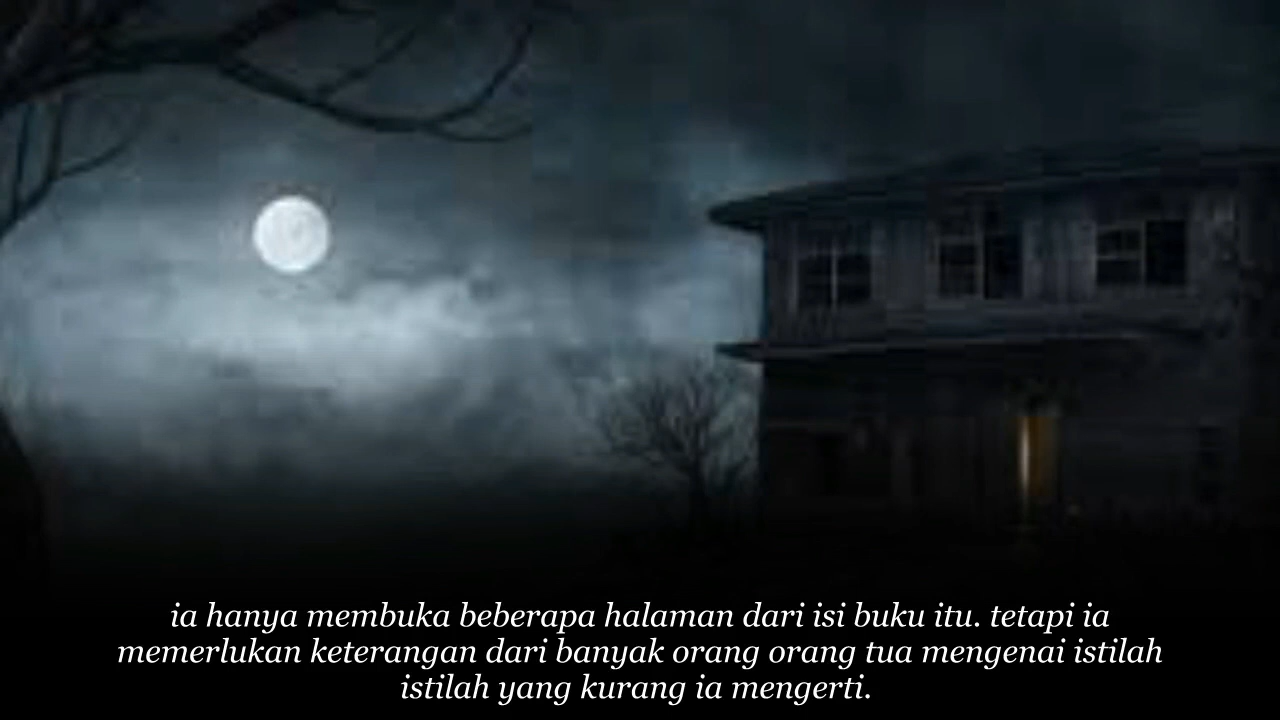 ia hanya membuka beberapa halaman dari isi buku itu. tetapi ia
memerlukan keterangan dari banyak orang orang tua mengenai istilah
istilah yang kurang ia mengerti.